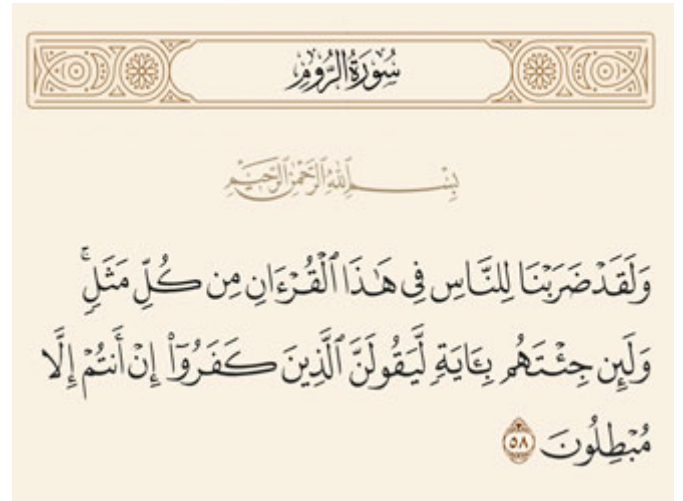 سُورَةُ الرُّومِ
بِسْمِ ٱللَّهِ ٱلرَّحْمَٰنِ ٱلرَّحِيمِ
وَلَقَدْ ضَرَبْنَا لِلنَّاسِ فِى هَٰذَا ٱلْقُرْءَانِ مِن كُلِّ مَثَلٍۢ ۚ
وَلَئِن جِئْتَهُم بِـَٔايَةٍۢ لَّيَقُولَنَّ ٱلَّذِينَ كَفَرُوٓا۟ إِنْ أَنتُمْ إِلَّا
مُبْطِلُونَ ٥٨